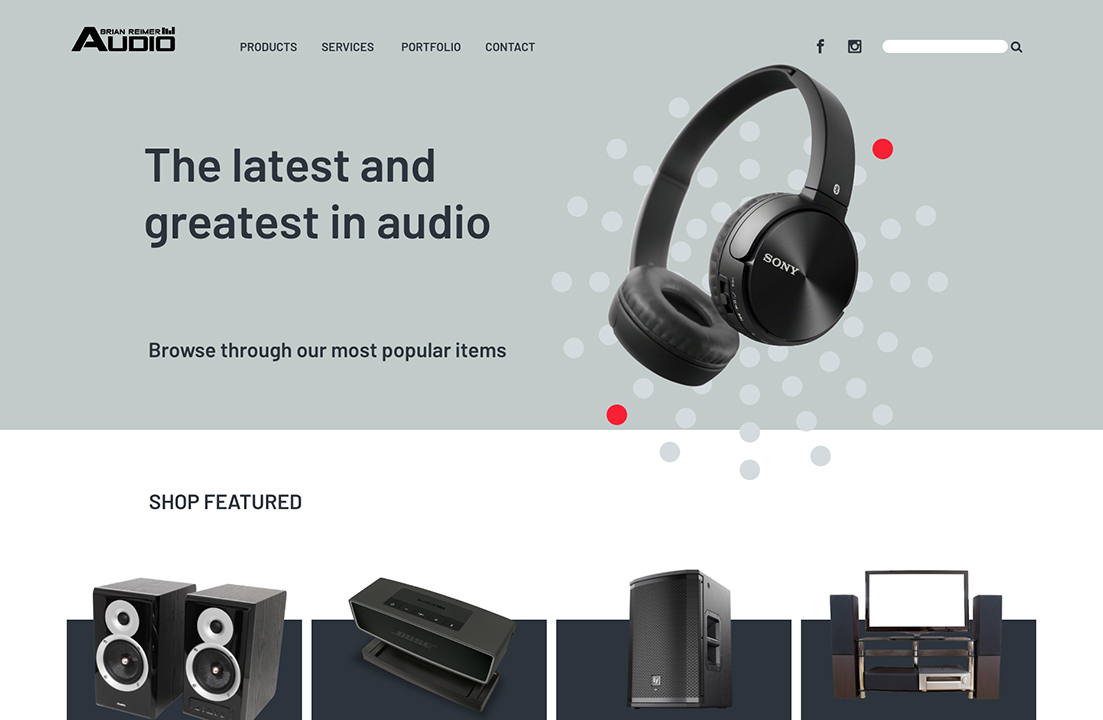 BRIAN REIMER
AUDIO
PRODUCTS
SERVICES
PORTFOLIO
CONTACT
The latest and
greatest in audio
SONY
Browse through our most popular items
SHOP FEATURED
BOSE